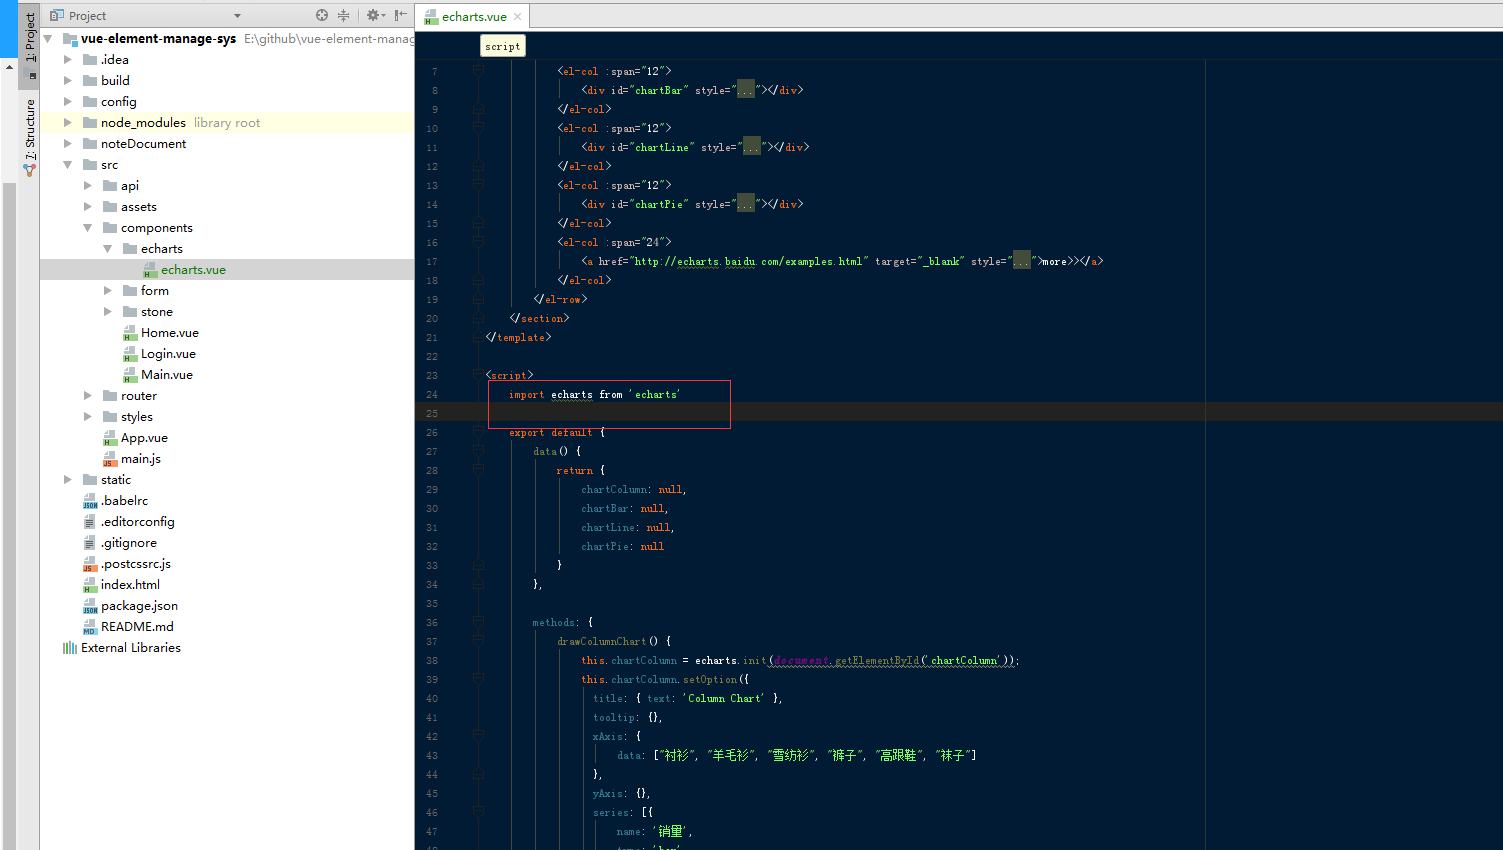 1: Project
7: Structure
Project
vue-element-manage-sys E:\github\vue-element-manag
.idea
build
config
node_modules library root
noteDocument
src
api
assets
components
echarts
echarts.vue
form
stone
Home.vue
Login.vue
Main.vue
router
styles
App.vue
main.js
static
.babelrc
.editorconfig
.gitignore
.postcssrc.js
index.html
package.json
README.md
External Libraries
echarts.vue
script
7 <el-col :span="12">
8 <div id="chartBar" style="..."></div>
9 </el-col>
10 <el-col :span="12">
11 <div id="chartLine" style="..."></div>
12 </el-col>
13 <el-col :span="12">
14 <div id="chartPie" style="..."></div>
15 </el-col>
16 <el-col :span="24">
17 <a href="http://echarts.baidu.com/examples.html" target="_blank" style="...">more>></a>
18 </el-col>
19 </el-row>
20 </section>
21 </template>
22
23 <script>
24 import echarts from 'echarts'
25
26 export default {
27 data() {
28 return {
29 chartColumn: null,
30 chartBar: null,
31 chartLine: null,
32 chartPie: null
33 }
34 },
35
36 methods: {
37 drawColumnChart() {
38 this.chartColumn = echarts.init(document.getElementById('chartColumn'));
39 this.chartColumn.setOption({
40 title: { text: 'Column Chart' },
41 tooltip: {},
42 xAxis: {
43 data: ["衬衫", "羊毛衫", "雪纺衫", "裤子", "高跟鞋", "袜子"]
44 },
45 yAxis: {},
46 series: [{
47 name: '销量',